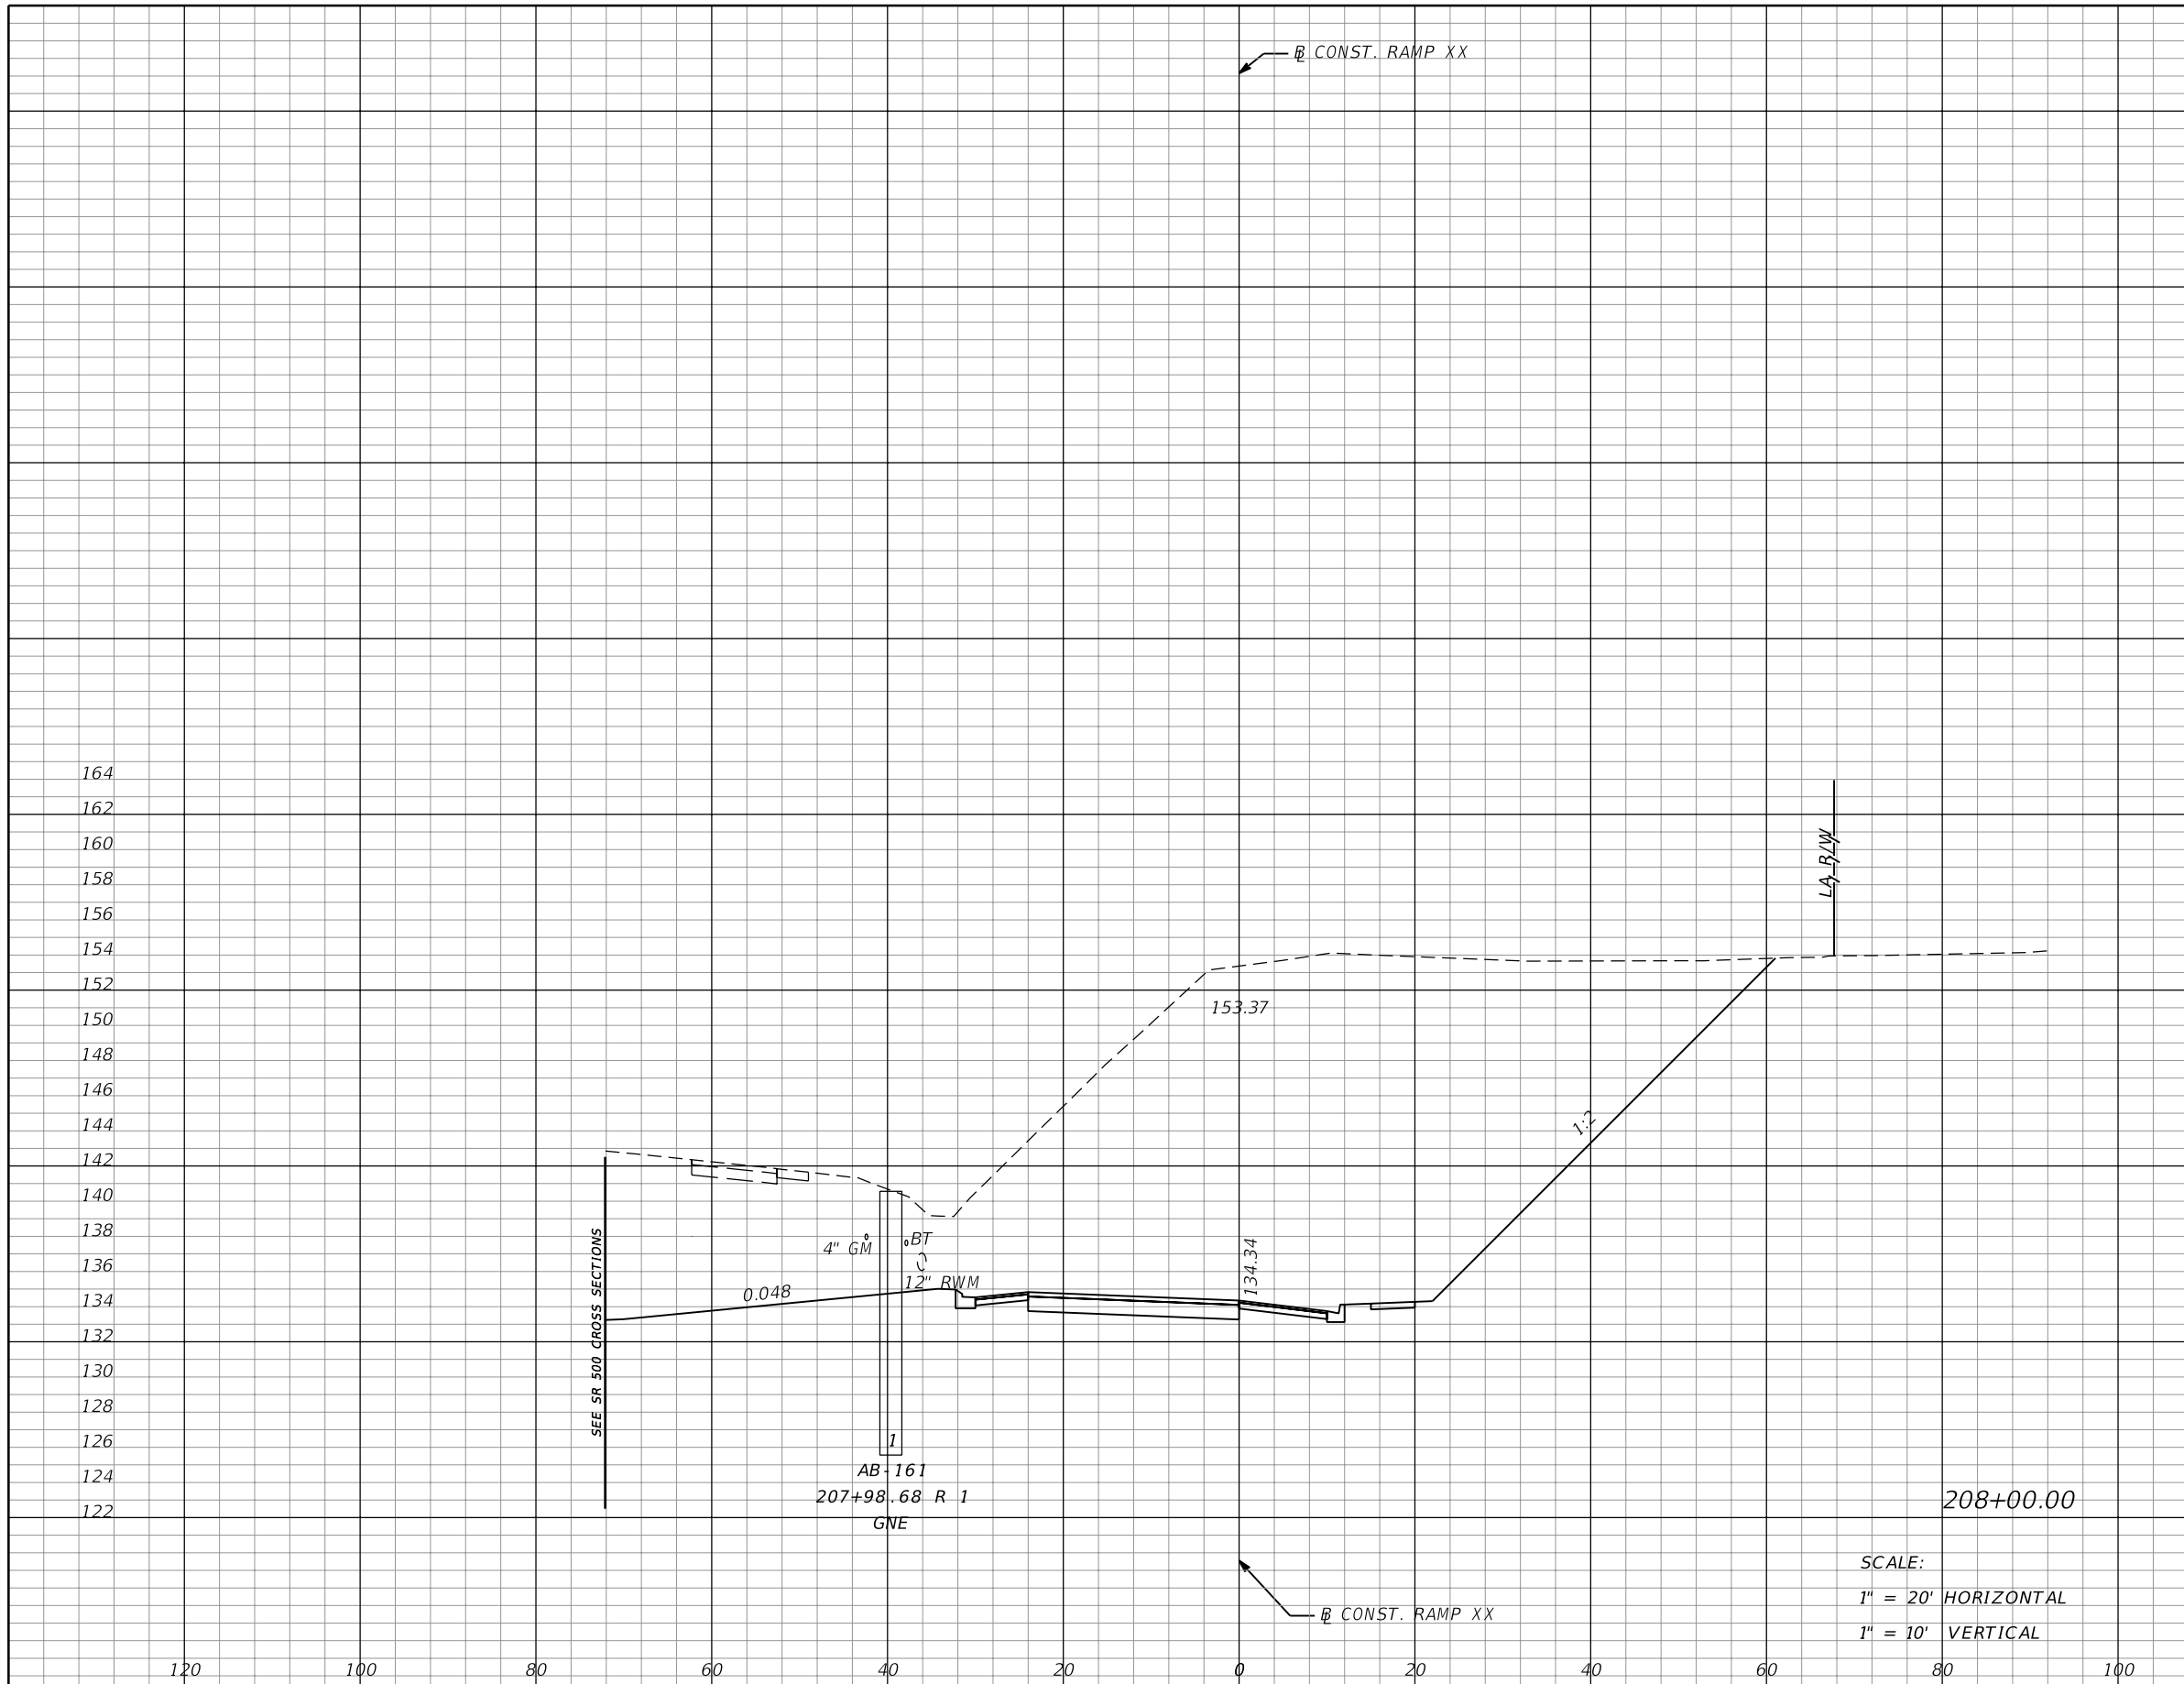 BL CONST. RAMP XX
164
162
160
158
156
154
152
150
148
146
144
142
140
138
136
134
132
130
128
126
124
122
LA R/W
153.37
1:2
134.34
SEE SR 500 CROSS SECTIONS
4" GM
BT
12" RWM
0.048
1
AB-161
207+98.68 R 1
GNE
208+00.00
SCALE:
1" = 20' HORIZONTAL
1" = 10' VERTICAL
BL CONST. RAMP XX
120 100 80 60 40 20 0 20 40 60 80 100